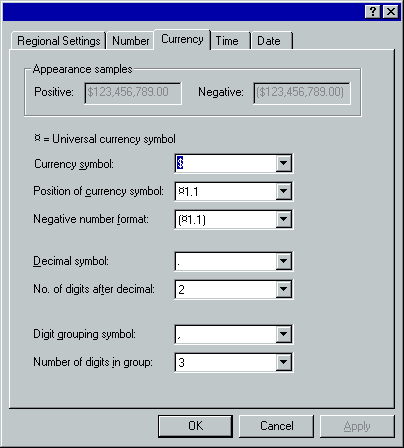 Regional Settings Number Currency Time Date
Appearance samples
Positive: $123,456,789.00 Negative: ($123,456,789.00)
¤ = Universal currency symbol
Currency symbol: $
Position of currency symbol: ¤1.1
Negative number format: (¤1.1)
Decimal symbol: .
No. of digits after decimal: 2
Digit grouping symbol: ,
Number of digits in group: 3
OK Cancel Apply